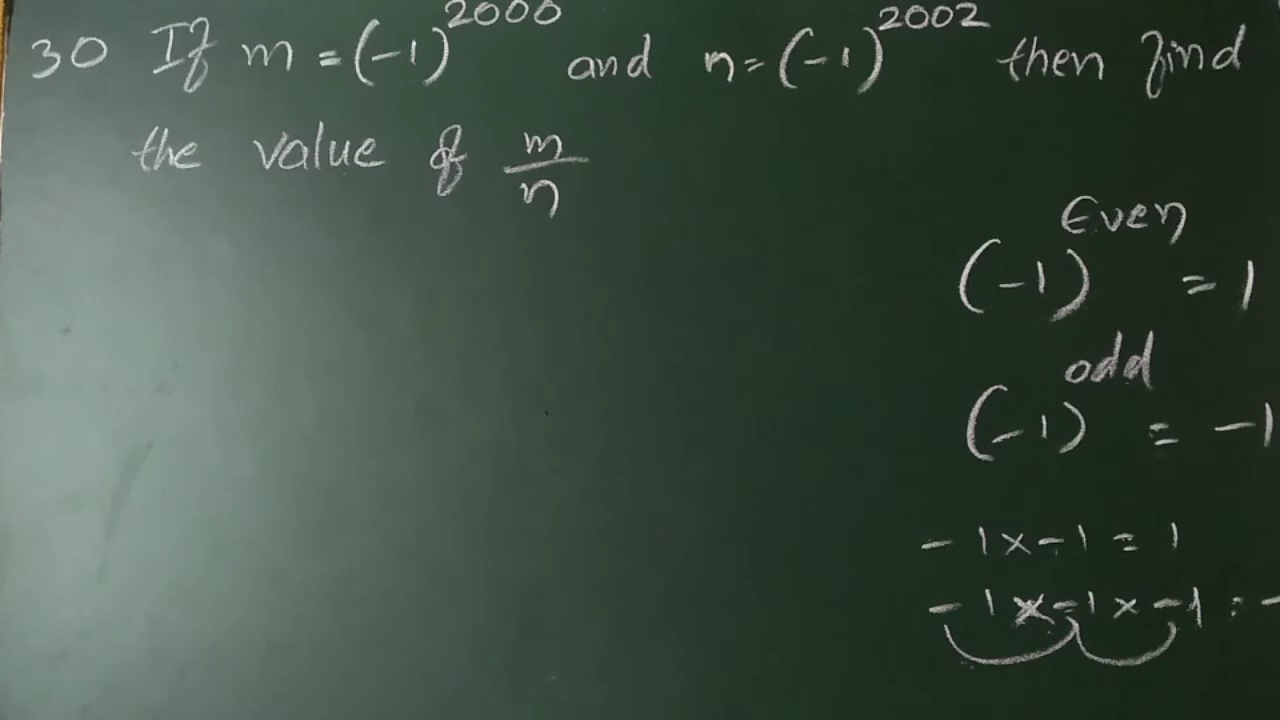 30 If m = (-1)^2000 and n = (-1)^2002 then find
the value of m/n
(-1)^Even = 1
(-1)^odd = -1
-1 x -1 = 1
-1 x -1 x -1 = -